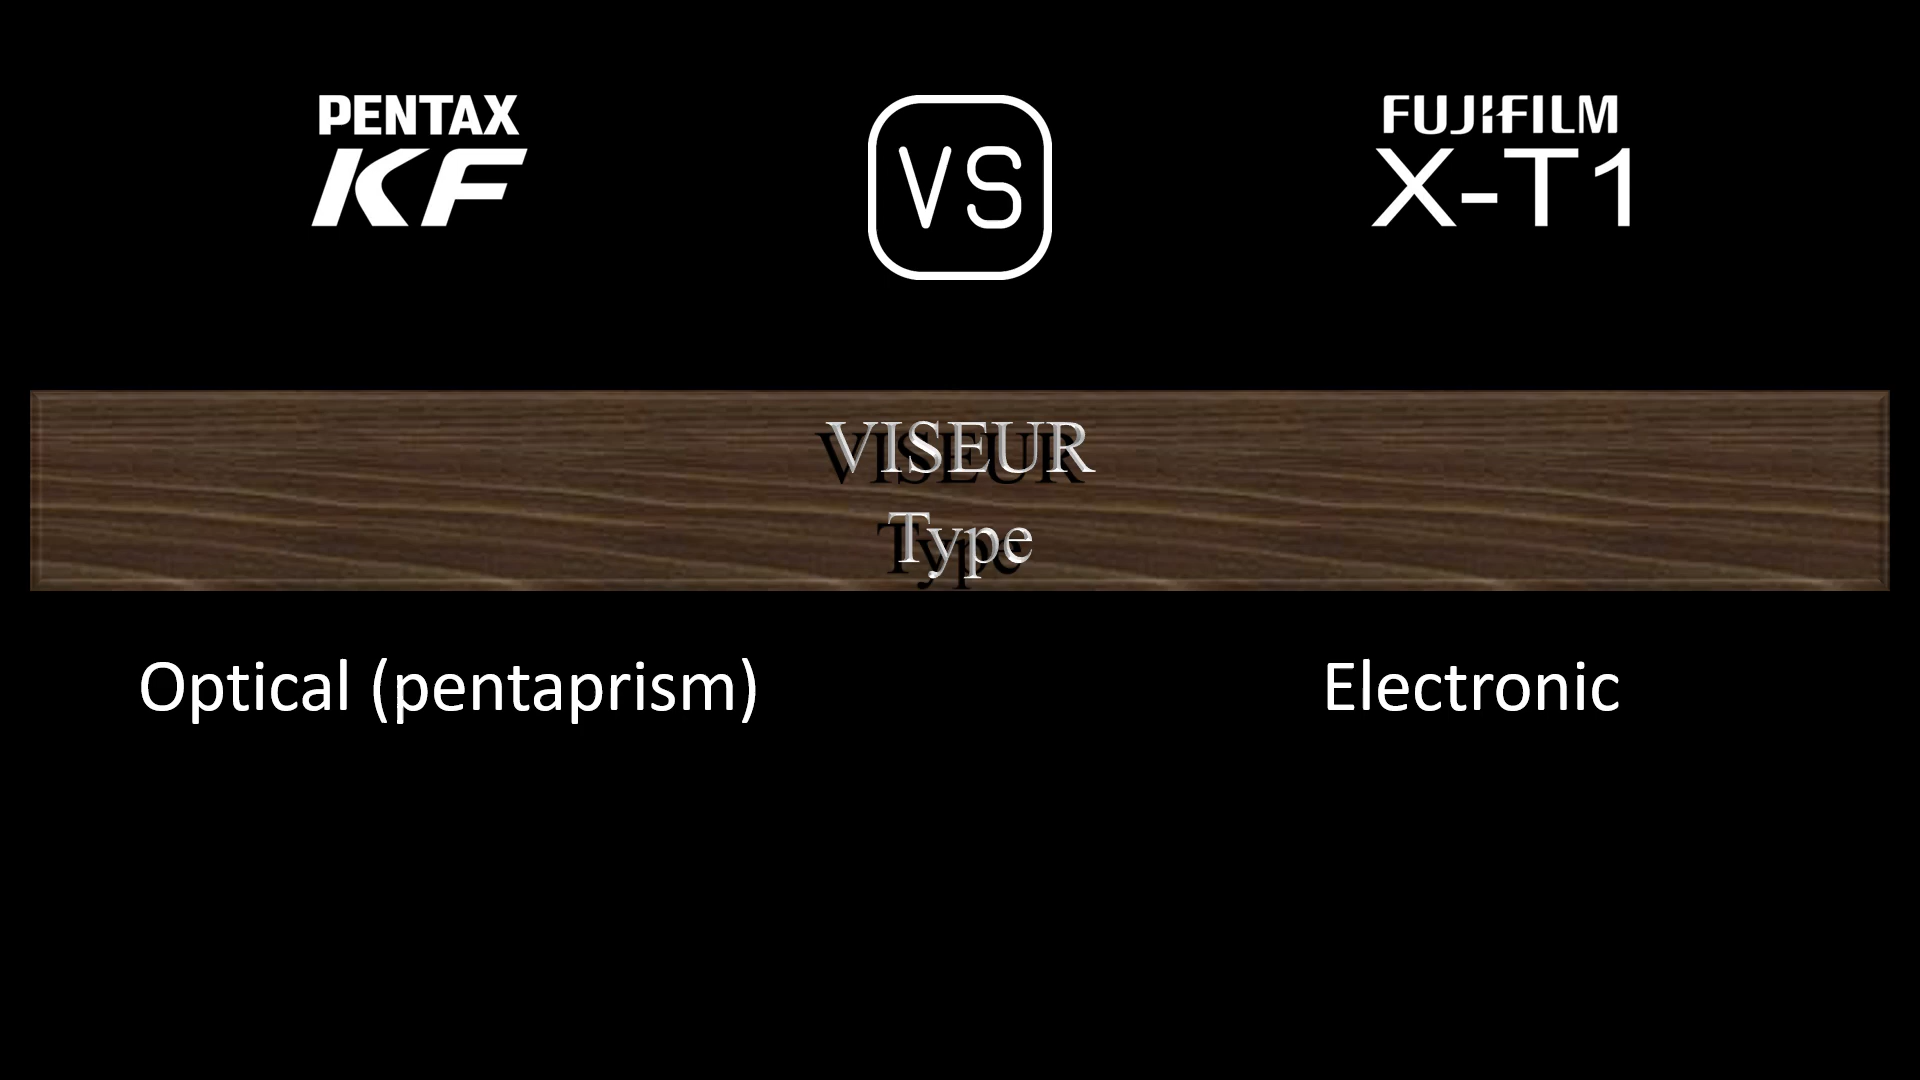 PENTAX
KF
VS
FUJIFILM
X-T1
VISEUR
Type
Optical (pentaprism)
Electronic